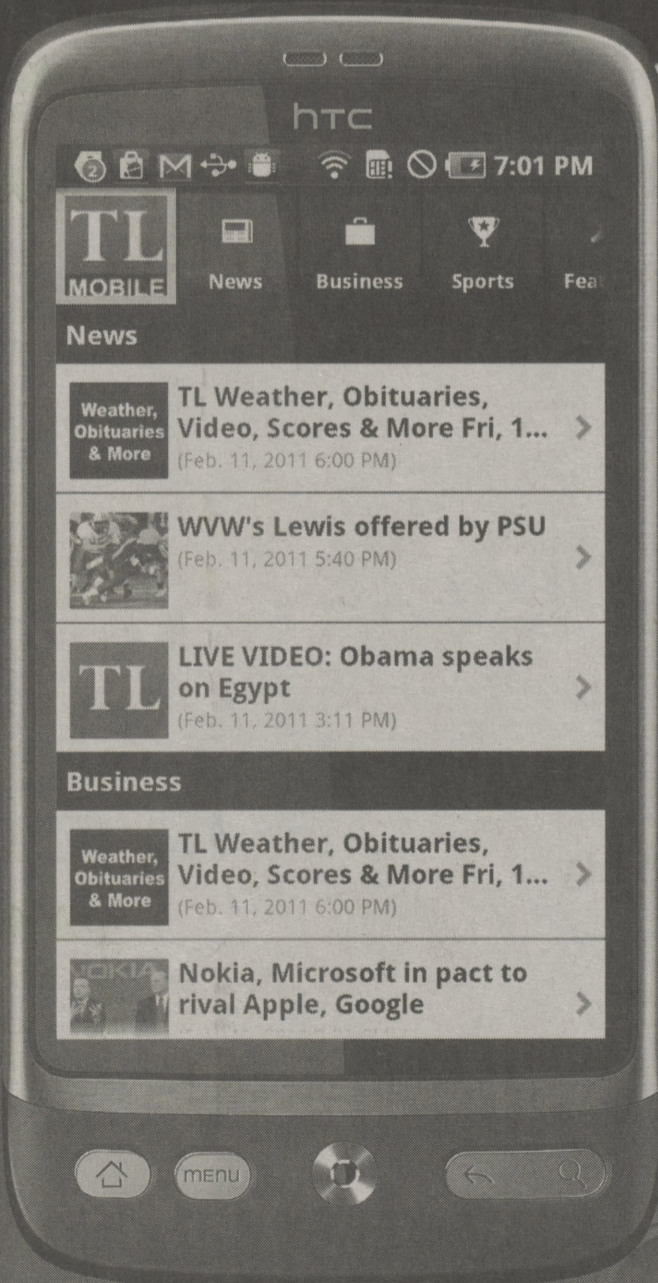 hTC
2
7:01 PM
TL
MOBILE
News
Business
Sports
Feat
News
Weather,
Obituaries
& More
TL Weather, Obituaries,
Video, Scores & More Fri, 1...
(Feb. 11, 2011 6:00 PM)
WVW's Lewis offered by PSU
(Feb. 11, 2011 5:40 PM)
TL
LIVE VIDEO: Obama speaks
on Egypt
(Feb. 11, 2011 3:11 PM)
Business
Weather,
Obituaries
& More
TL Weather, Obituaries,
Video, Scores & More Fri, 1...
(Feb. 11, 2011 6:00 PM)
NOKIA
Nokia, Microsoft in pact to
rival Apple, Google
menu